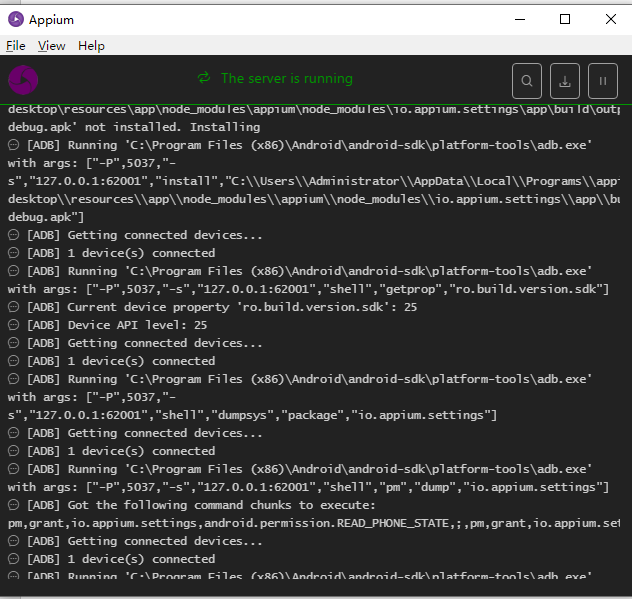 Appium
File View Help
The server is running
desktop\resources\app\node_modules\appium\node_modules\io.appium.settings\app\build\outp
debug.apk' not installed. Installing
[ADB] Running 'C:\Program Files (x86)\Android\android-sdk\platform-tools\adb.exe'
with args: ["-P",5037,"-
s","127.0.0.1:62001","install","C:\\Users\\Administrator\\AppData\\Local\\Programs\\appi
desktop\\resources\\app\\node_modules\\appium\\node_modules\\io.appium.settings\\app\\bu
debug.apk"]
[ADB] Getting connected devices...
[ADB] 1 device(s) connected
[ADB] Running 'C:\Program Files (x86)\Android\android-sdk\platform-tools\adb.exe'
with args: ["-P",5037,"-s","127.0.0.1:62001","shell","getprop","ro.build.version.sdk"]
[ADB] Current device property 'ro.build.version.sdk': 25
[ADB] Device API level: 25
[ADB] Getting connected devices...
[ADB] 1 device(s) connected
[ADB] Running 'C:\Program Files (x86)\Android\android-sdk\platform-tools\adb.exe'
with args: ["-P",5037,"-
s","127.0.0.1:62001","shell","dumpsys","package","io.appium.settings"]
[ADB] Getting connected devices...
[ADB] 1 device(s) connected
[ADB] Running 'C:\Program Files (x86)\Android\android-sdk\platform-tools\adb.exe'
with args: ["-P",5037,"-s","127.0.0.1:62001","shell","pm","dump","io.appium.settings"]
[ADB] Got the following command chunks to execute:
pm,grant,io.appium.settings,android.permission.READ_PHONE_STATE,;,pm,grant,io.appium.set
[ADB] Getting connected devices...
[ADB] 1 device(s) connected
[ADB] Running 'C:\Program Files (x86)\Android\android-sdk\platform-tools\adb.exe'